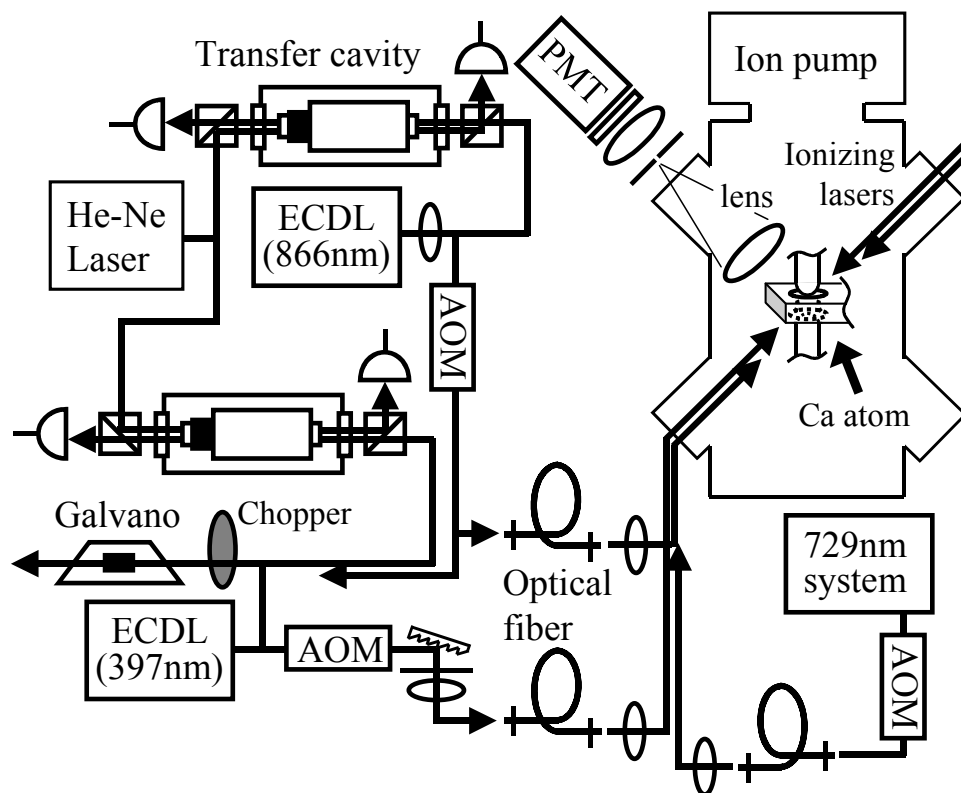 Transfer cavity
PMT
Ion pump
Ionizing
lasers
lens
He-Ne
Laser
ECDL
(866nm)
AOM
Ca atom
Galvano
Chopper
Optical
fiber
729nm
system
ECDL
(397nm)
AOM
AOM